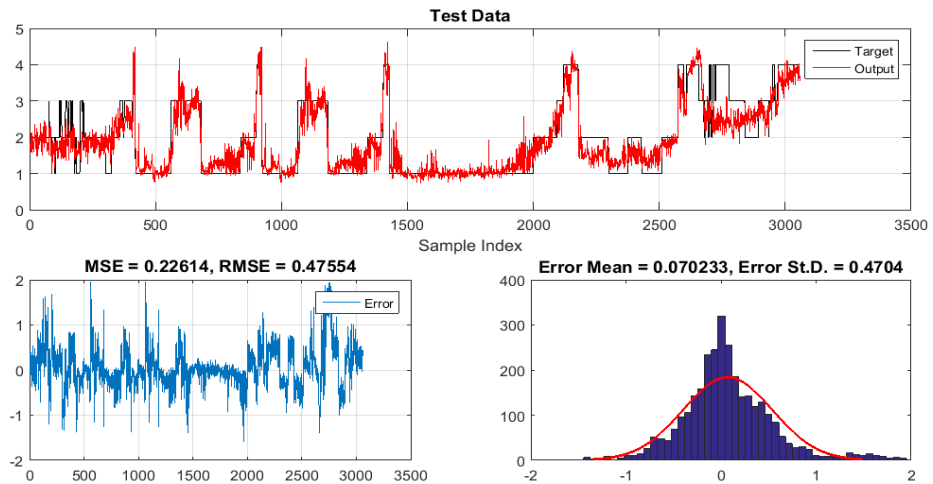 Test Data
5
4
3
2
1
0
Target
Output
0 500 1000 1500 2000 2500 3000 3500
Sample Index
MSE = 0.22614, RMSE = 0.47554
2
1
0
-1
-2
Error
0 500 1000 1500 2000 2500 3000 3500
Error Mean = 0.070233, Error St.D. = 0.4704
400
300
200
100
0
-2 -1 0 1 2